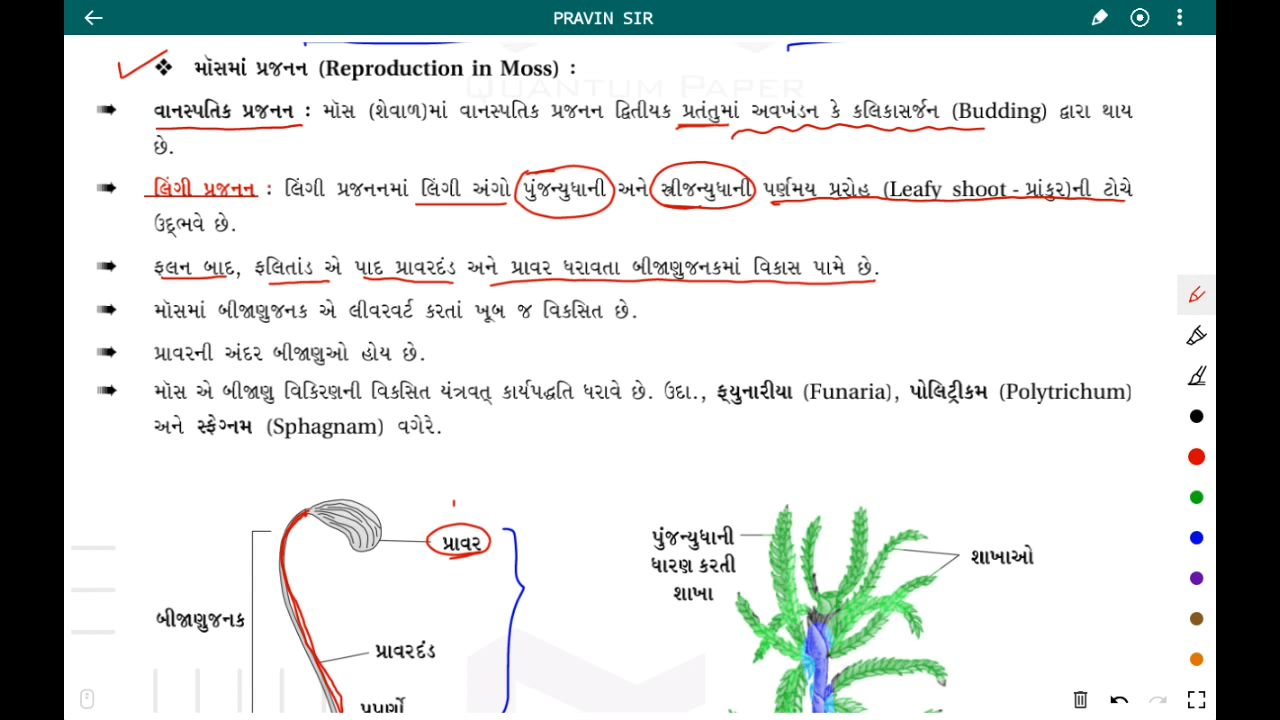 PRAVIN SIR
❖ મૉસમાં પ્રજનન (Reproduction in Moss) :
QUANTUM PAPER
➠ વાનસ્પતિક પ્રજનન : મૉસ (શેવાળ)માં વાનસ્પતિક પ્રજનન દ્વિતીયક પ્રતંતુમાં અવખંડન કે કલિકાસર્જન (Budding) દ્વારા થાય
છે.
➠ લિંગી પ્રજનન : લિંગી પ્રજનનમાં લિંગી અંગો પુંજન્યુધાની અને સ્ત્રીજન્યુધાની પર્ણમય પ્રરોહ (Leafy shoot - પ્રાંકુર)ની ટોચે
ઉદ્ભવે છે.
➠ ફલન બાદ, ફલિતાંડ એ પાદ પ્રાવરદંડ અને પ્રાવર ધરાવતા બીજાણુજનકમાં વિકાસ પામે છે.
➠ મૉસમાં બીજાણુજનક એ લીવરવર્ટ કરતાં ખૂબ જ વિકસિત છે.
➠ પ્રાવરની અંદર બીજાણુઓ હોય છે.
➠ મૉસ એ બીજાણુ વિકિરણની વિકસિત યંત્રવત્ કાર્યપદ્ધતિ ધરાવે છે. ઉદા., ફ્યુનારીયા (Funaria), પોલિટ્રીકમ (Polytrichum)
અને સ્ફેગ્નમ (Sphagnam) વગેરે.
પ્રાવર
બીજાણુજનક
પ્રાવરદંડ
પ્રપર્ણો
પુંજન્યુધાની
ધારણ કરતી
શાખા
શાખાઓ